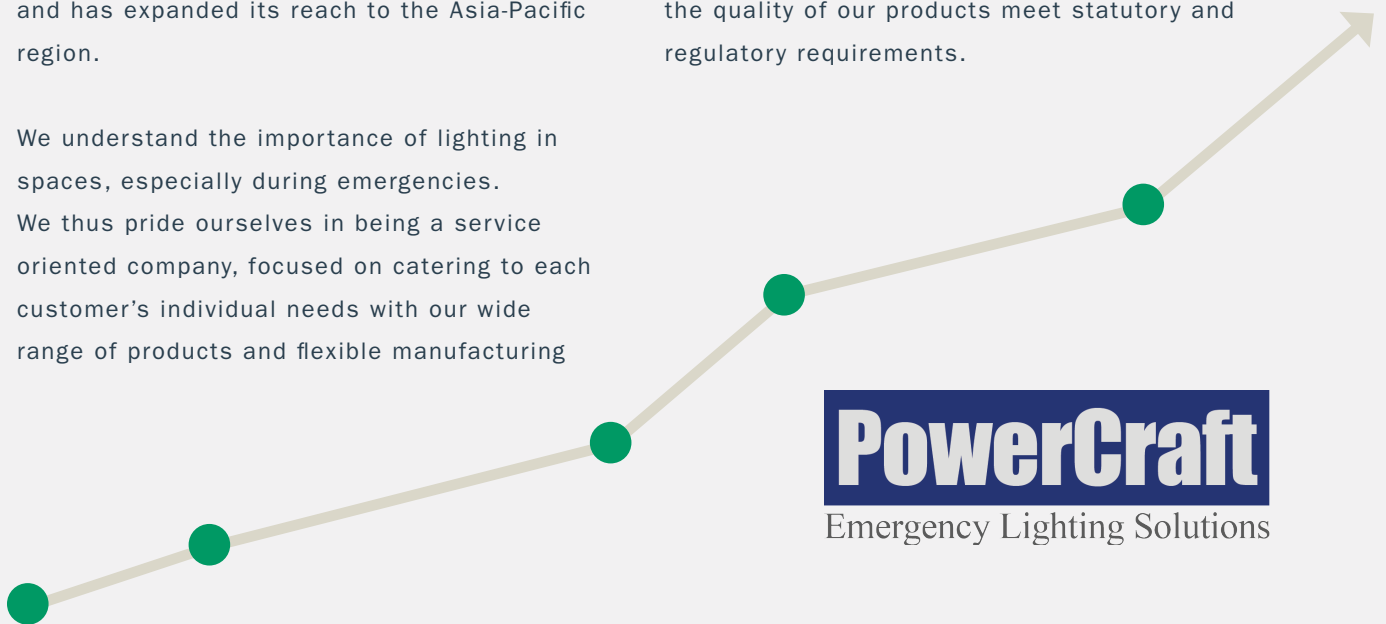 and has expanded its reach to the Asia-Pacific
region.
We understand the importance of lighting in
spaces, especially during emergencies.
We thus pride ourselves in being a service
oriented company, focused on catering to each
customer’s individual needs with our wide
range of products and flexible manufacturing
the quality of our products meet statutory and
regulatory requirements.
PowerCraft
Emergency Lighting Solutions